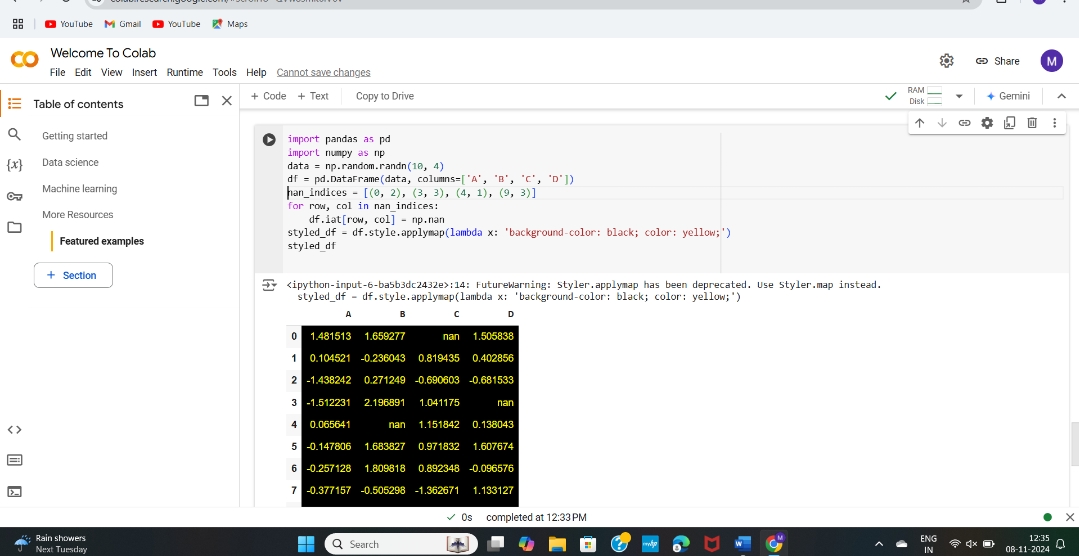 YouTube Gmail YouTube Maps
Welcome To Colab
File Edit View Insert Runtime Tools Help Cannot save changes
Share
M
Table of contents
+ Code + Text Copy to Drive
RAM
Disk
Gemini
Getting started
Data science
Machine learning
More Resources
Featured examples
+ Section
import pandas as pd
import numpy as np
data = np.random.randn(10, 4)
df = pd.DataFrame(data, columns=['A', 'B', 'C', 'D'])
nan_indices = [(0, 2), (3, 3), (4, 1), (9, 3)]
for row, col in nan_indices:
    df.iat[row, col] = np.nan
styled_df = df.style.applymap(lambda x: 'background-color: black; color: yellow;')
styled_df
<ipython-input-6-ba5b3dc2432e>:14: FutureWarning: Styler.applymap has been deprecated. Use Styler.map instead.
  styled_df = df.style.applymap(lambda x: 'background-color: black; color: yellow;')
A B C D
0 1.481513 1.659277 nan 1.505838
1 0.104521 -0.236043 0.819435 0.402856
2 -1.438242 0.271249 -0.690603 -0.681533
3 -1.512231 2.196891 1.041175 nan
4 0.065641 nan 1.151842 0.138043
5 -0.147806 1.683827 0.971832 1.607674
6 -0.257128 1.809818 0.892348 -0.096576
7 -0.377157 -0.505298 -1.362671 1.133127
0s completed at 12:33 PM
Rain showers
Next Tuesday
Search
ENG
IN
12:35
08-11-2024